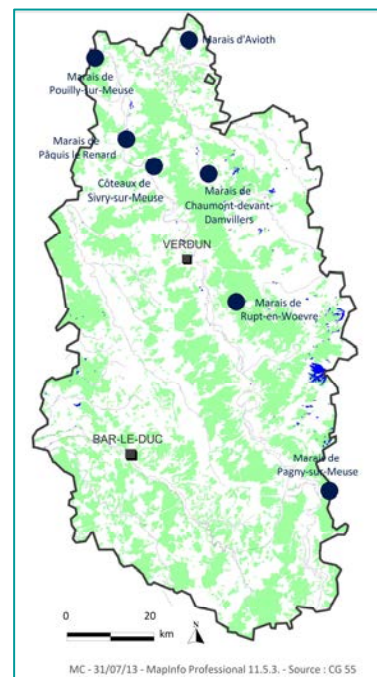 Marais d'Avioth
Marais de
Pouilly-sur-Meuse
Marais de
Pâquis le Renard
Côteaux de
Sivry-sur-Meuse
Marais de
Chaumont-devant-
Damvillers
VERDUN
Marais de
Rupt-en-Woevre
BAR-LE-DUC
Marais de
Pagny-sur-Meuse
0 20
km
MC - 31/07/13 - MapInfo Professional 11.5.3. - Source : CG 55